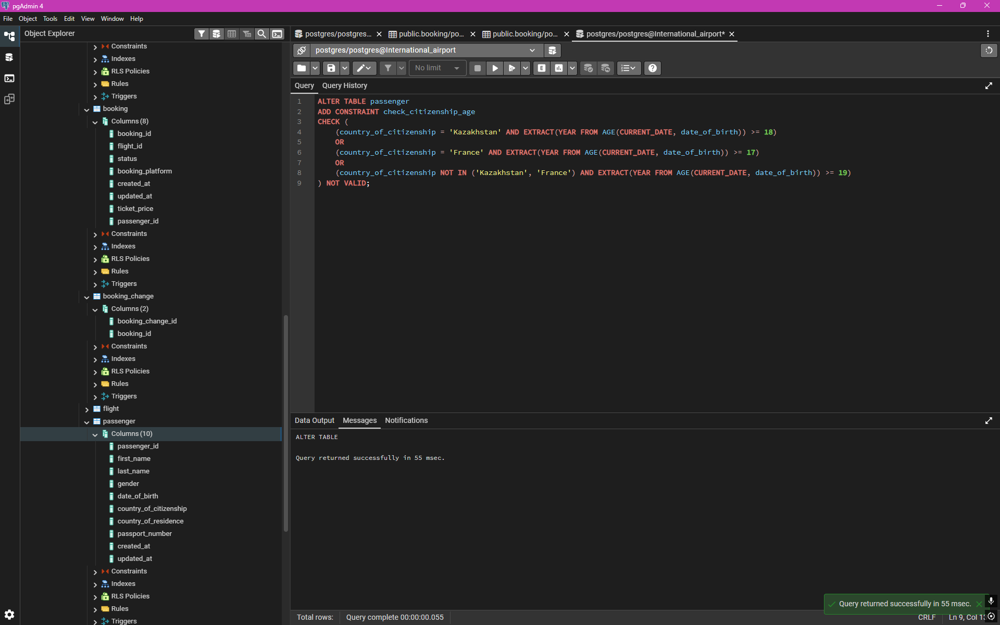 pgAdmin 4
File Object Tools Edit View Window Help
Object Explorer
Constraints
Indexes
RLS Policies
Rules
Triggers
booking
Columns (8)
booking_id
flight_id
status
booking_platform
created_at
updated_at
ticket_price
passenger_id
Constraints
Indexes
RLS Policies
Rules
Triggers
booking_change
Columns (2)
booking_change_id
booking_id
Constraints
Indexes
RLS Policies
Rules
Triggers
flight
passenger
Columns (10)
passenger_id
first_name
last_name
gender
date_of_birth
country_of_citizenship
country_of_residence
passport_number
created_at
updated_at
Constraints
Indexes
RLS Policies
Rules
Triggers
postgres/postgres... public.booking/po... public.booking/po... postgres/postgres@International_airport*
postgres/postgres@International_airport
No limit
E
Query Query History
1 ALTER TABLE passenger
2 ADD CONSTRAINT check_citizenship_age
3 CHECK (
4 (country_of_citizenship = 'Kazakhstan' AND EXTRACT(YEAR FROM AGE(CURRENT_DATE, date_of_birth)) >= 18)
5 OR
6 (country_of_citizenship = 'France' AND EXTRACT(YEAR FROM AGE(CURRENT_DATE, date_of_birth)) >= 17)
7 OR
8 (country_of_citizenship NOT IN ('Kazakhstan', 'France') AND EXTRACT(YEAR FROM AGE(CURRENT_DATE, date_of_birth)) >= 19)
9 ) NOT VALID;
Data Output Messages Notifications
ALTER TABLE
Query returned successfully in 55 msec.
Query returned successfully in 55 msec.
Total rows: Query complete 00:00:00.055 CRLF Ln 9, Col